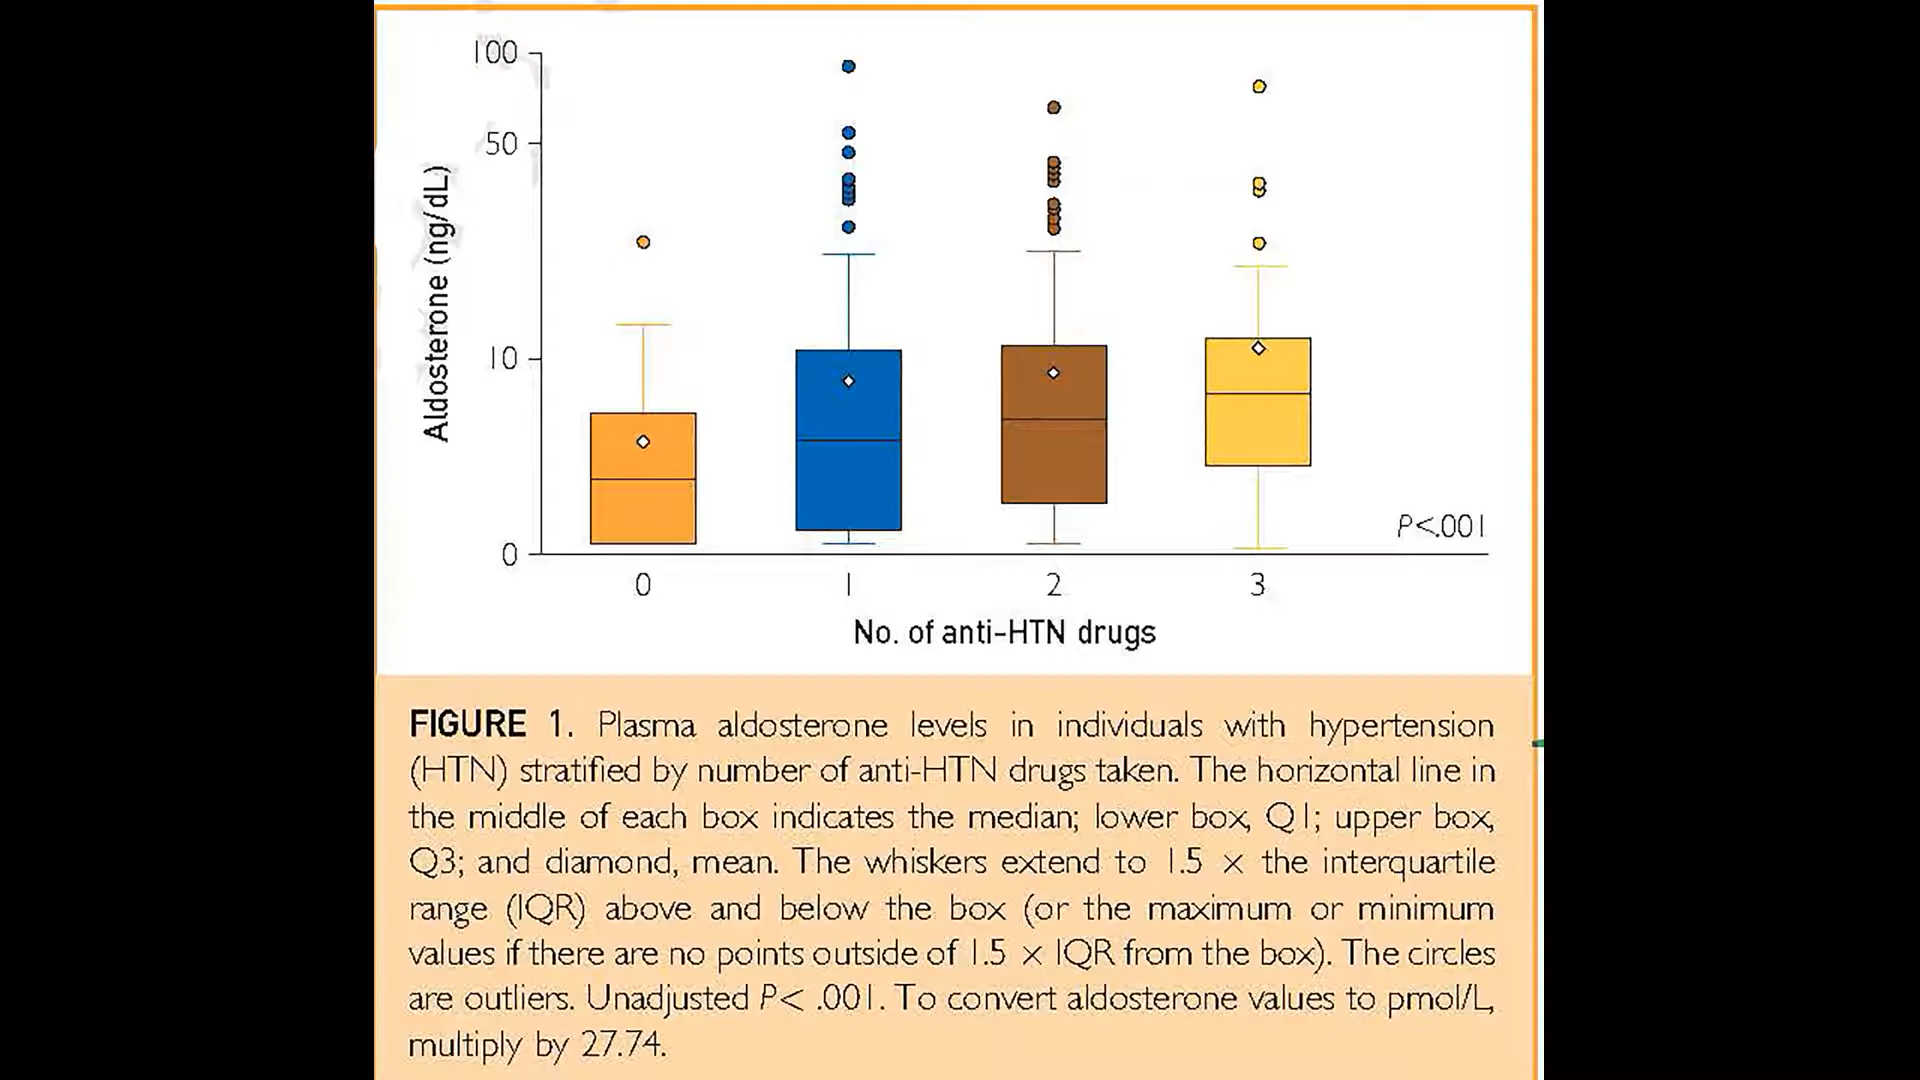 100
50
10
0
Aldosterone (ng/dL)
0 1 2 3
P<.001
No. of anti-HTN drugs
FIGURE 1. Plasma aldosterone levels in individuals with hypertension
(HTN) stratified by number of anti-HTN drugs taken. The horizontal line in
the middle of each box indicates the median; lower box, Q1; upper box,
Q3; and diamond, mean. The whiskers extend to 1.5 × the interquartile
range (IQR) above and below the box (or the maximum or minimum
values if there are no points outside of 1.5 × IQR from the box). The circles
are outliers. Unadjusted P< .001. To convert aldosterone values to pmol/L,
multiply by 27.74.